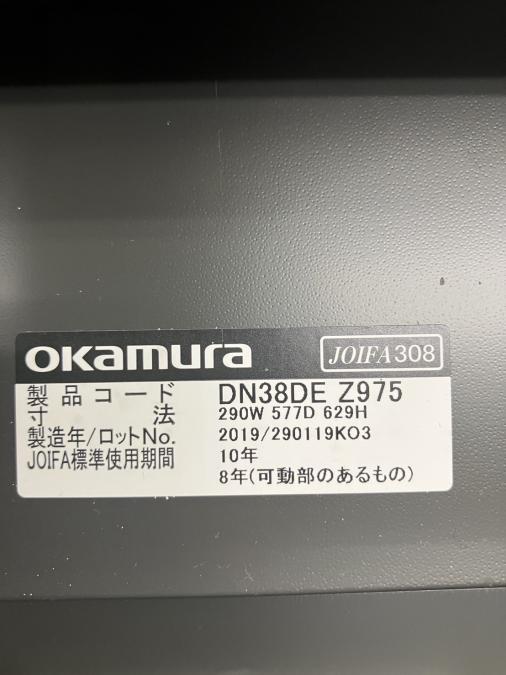 okamura JOIFA308
製品コード DN38DE Z975
寸法 290W 577D 629H
製造年/ロットNo. 2019/290119KO3
JOIFA標準使用期間 10年
8年(可動部のあるもの)